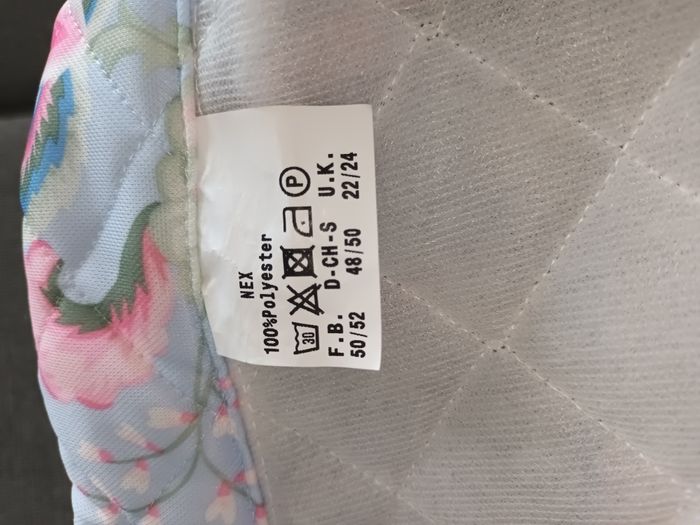 NEX
100%Polyester
30 P
F.B. D-CH-S U.K.
50/52 48/50 22/24